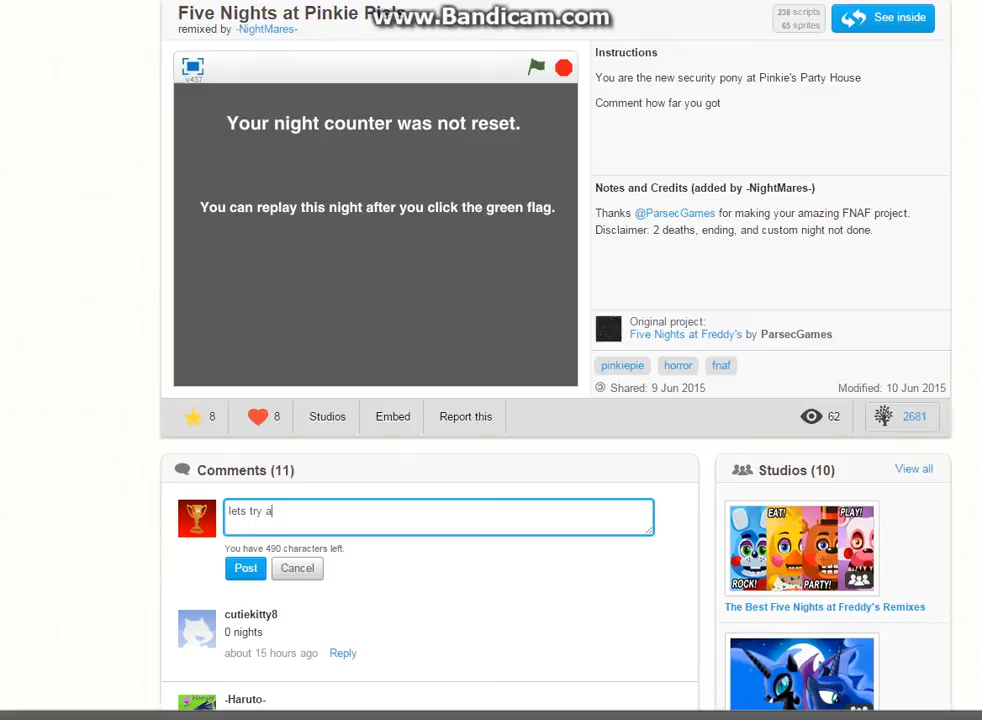 Five Nights at Pinkie Pie's
www.Bandicam.com
remixed by -NightMares-
238 scripts
65 sprites
See inside
v437
Your night counter was not reset.
You can replay this night after you click the green flag.
Instructions
You are the new security pony at Pinkie's Party House
Comment how far you got
Notes and Credits (added by -NightMares-)
Thanks @ParsecGames for making your amazing FNAF project.
Disclaimer: 2 deaths, ending, and custom night not done.
Original project:
Five Nights at Freddy's by ParsecGames
pinkiepie horror fnaf
Shared: 9 Jun 2015 Modified: 10 Jun 2015
8 8 Studios Embed Report this 62 2681
Comments (11)
lets try a
You have 490 characters left.
Post Cancel
cutiekitty8
0 nights
about 15 hours ago Reply
-Haruto-
Studios (10) View all
EAT! PLAY!
ROCK! PARTY!
The Best Five Nights at Freddy's Remixes